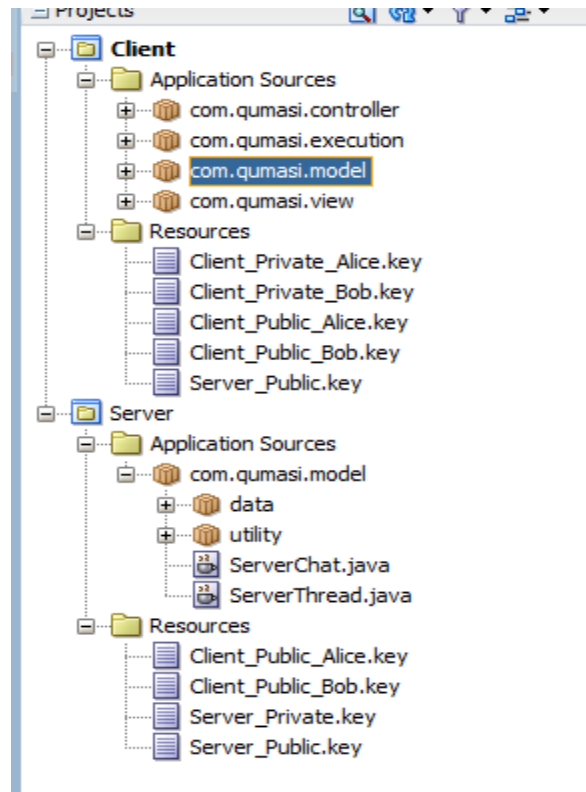 Projects
Client
Application Sources
com.qumasi.controller
com.qumasi.execution
com.qumasi.model
com.qumasi.view
Resources
Client_Private_Alice.key
Client_Private_Bob.key
Client_Public_Alice.key
Client_Public_Bob.key
Server_Public.key
Server
Application Sources
com.qumasi.model
data
utility
ServerChat.java
ServerThread.java
Resources
Client_Public_Alice.key
Client_Public_Bob.key
Server_Private.key
Server_Public.key